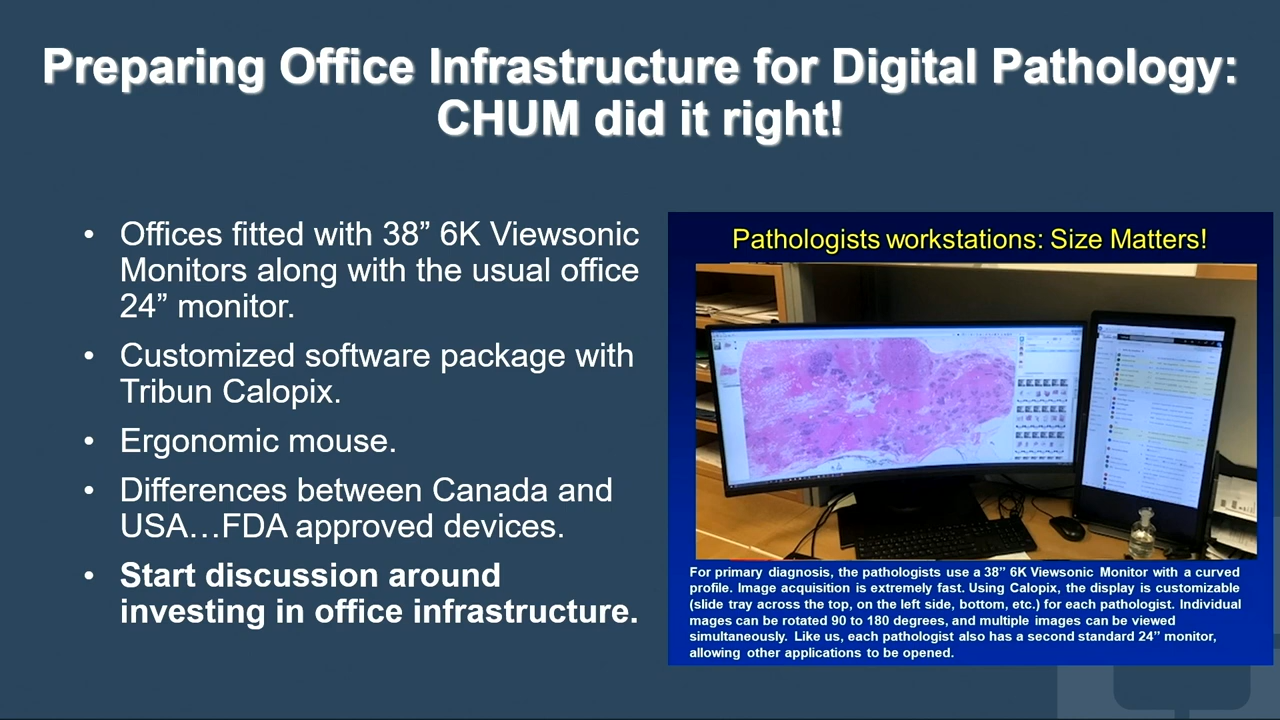 Preparing Office Infrastructure for Digital Pathology:
CHUM did it right!
• Offices fitted with 38” 6K Viewsonic
Monitors along with the usual office
24” monitor.
• Customized software package with
Tribun Calopix.
• Ergonomic mouse.
• Differences between Canada and
USA…FDA approved devices.
• Start discussion around
investing in office infrastructure.
Pathologists workstations: Size Matters!
For primary diagnosis, the pathologists use a 38” 6K Viewsonic Monitor with a curved
profile. Image acquisition is extremely fast. Using Calopix, the display is customizable
(slide tray across the top, on the left side, bottom, etc.) for each pathologist. Individual
mages can be rotated 90 to 180 degrees, and multiple images can be viewed
simultaneously. Like us, each pathologist also has a second standard 24” monitor,
allowing other applications to be opened.